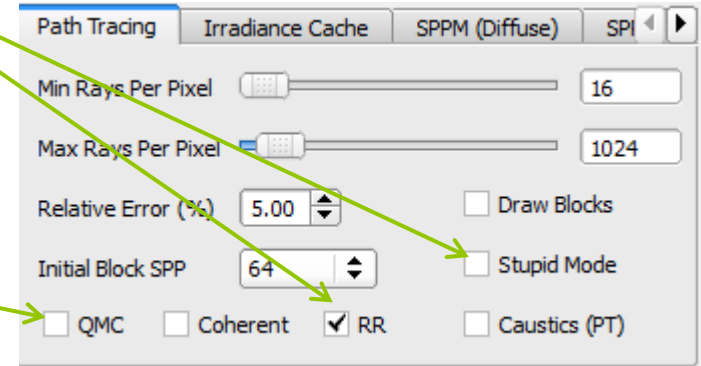 Path Tracing Irradiance Cache SPPM (Diffuse)
Min Rays Per Pixel 16
Max Rays Per Pixel 1024
Relative Error (%) 5.00 Draw Blocks
Initial Block SPP 64 Stupid Mode
QMC Coherent RR Caustics (PT)